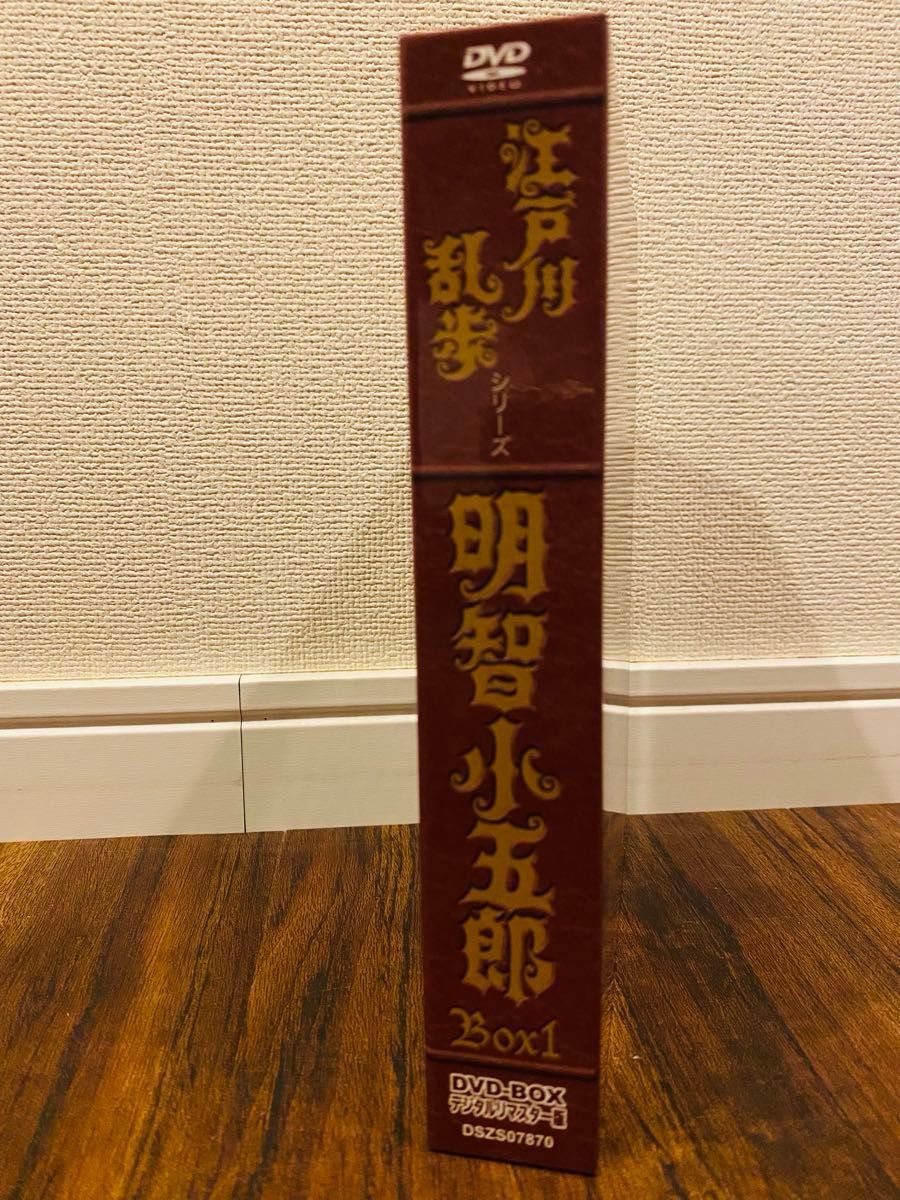 DVD
VIDEO
江戸川
乱歩
シリーズ
明智小五郎
Box1
DVD-BOX
デジタルリマスター版
DSZS07870